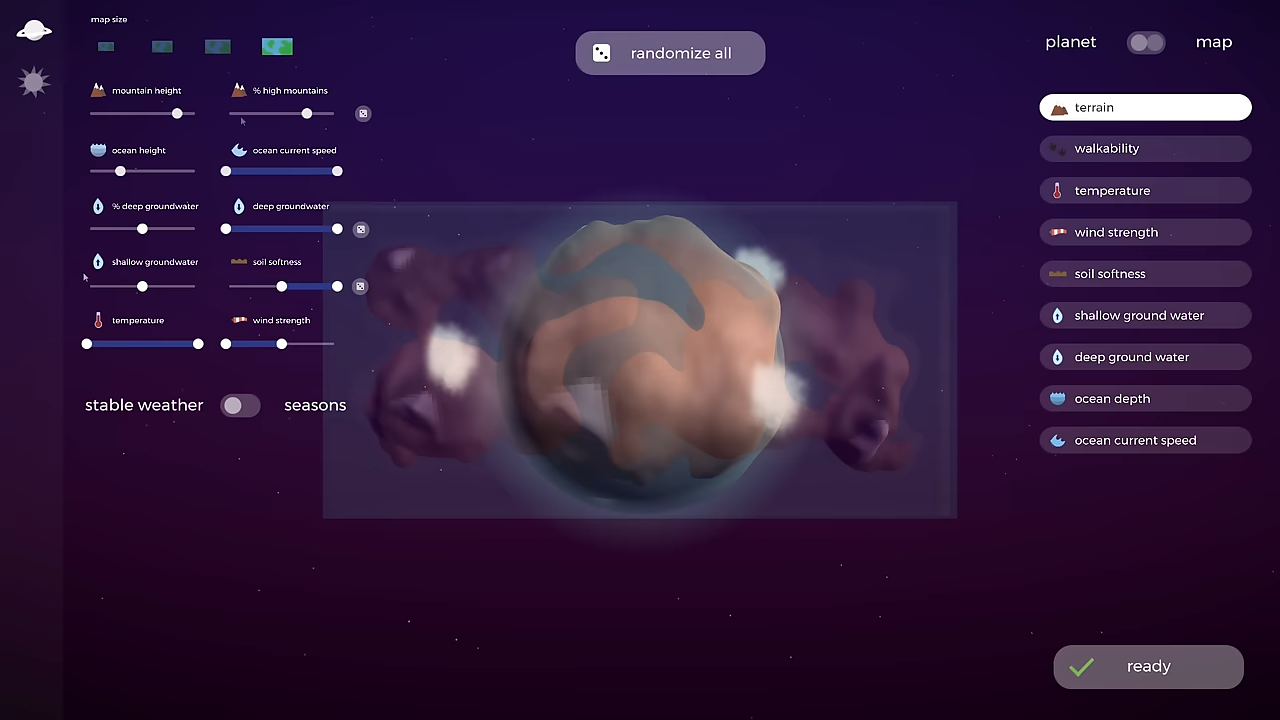 map size
randomize all
planet
map
mountain height
% high mountains
ocean height
ocean current speed
% deep groundwater
deep groundwater
shallow groundwater
soil softness
temperature
wind strength
stable weather
seasons
terrain
walkability
temperature
wind strength
soil softness
shallow ground water
deep ground water
ocean depth
ocean current speed
ready